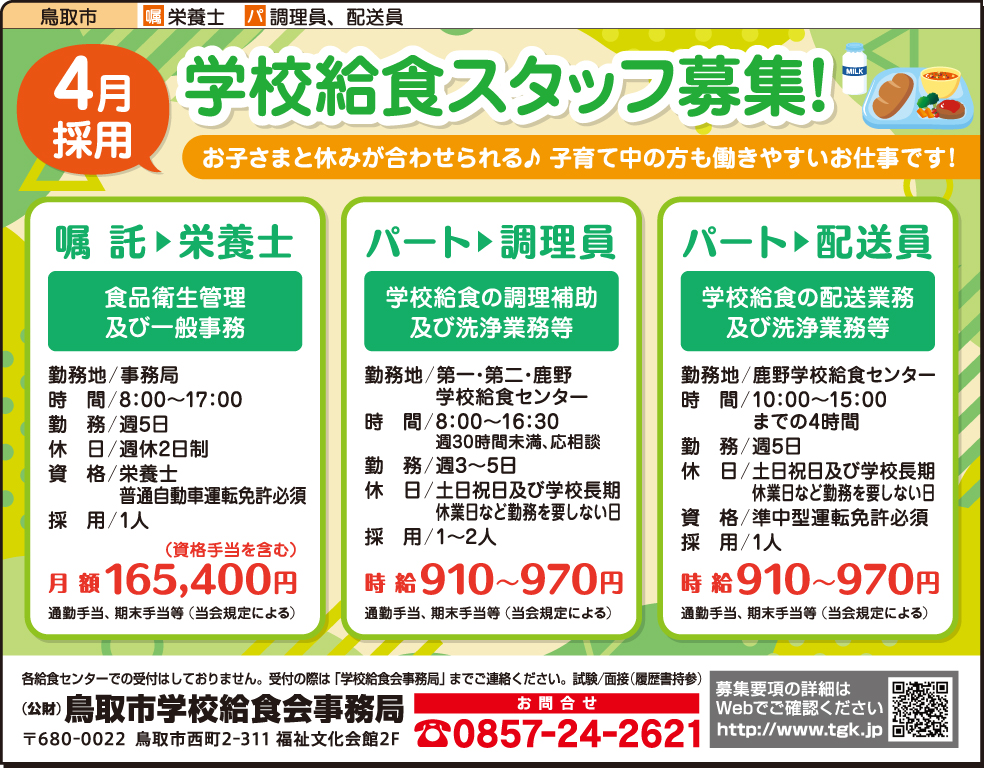 鳥取市 嘱 栄養士 パ 調理員、配送員
4月
採用
学校給食スタッフ募集!
MILK
お子さまと休みが合わせられる♪ 子育て中の方も働きやすいお仕事です!
嘱 託▶栄養士
食品衛生管理
及び一般事務
勤務地/事務局
時 間/8:00〜17:00
勤 務/週5日
休 日/週休2日制
資 格/栄養士
普通自動車運転免許必須
採 用/1人
（資格手当を含む）
月 額165,400円
通勤手当、期末手当等（当会規定による）
パート▶調理員
学校給食の調理補助
及び洗浄業務等
勤務地/第一・第二・鹿野
学校給食センター
時 間/8:00〜16:30
週30時間未満、応相談
勤 務/週3〜5日
休 日/土日祝日及び学校長期
休業日など勤務を要しない日
採 用/1〜2人
時 給910〜970円
通勤手当、期末手当等（当会規定による）
パート▶配送員
学校給食の配送業務
及び洗浄業務等
勤務地/鹿野学校給食センター
時 間/10:00〜15:00
までの4時間
勤 務/週5日
休 日/土日祝日及び学校長期
休業日など勤務を要しない日
資 格/準中型運転免許必須
採 用/1人
時 給910〜970円
通勤手当、期末手当等（当会規定による）
各給食センターでの受付はしておりません。受付の際は「学校給食会事務局」までご連絡ください。試験/面接（履歴書持参）
（公財）鳥取市学校給食会事務局
〒680-0022 鳥取市西町2-311 福祉文化会館2F
お問合せ
☎0857-24-2621
募集要項の詳細は
Webでご確認ください
http://www.tgk.jp